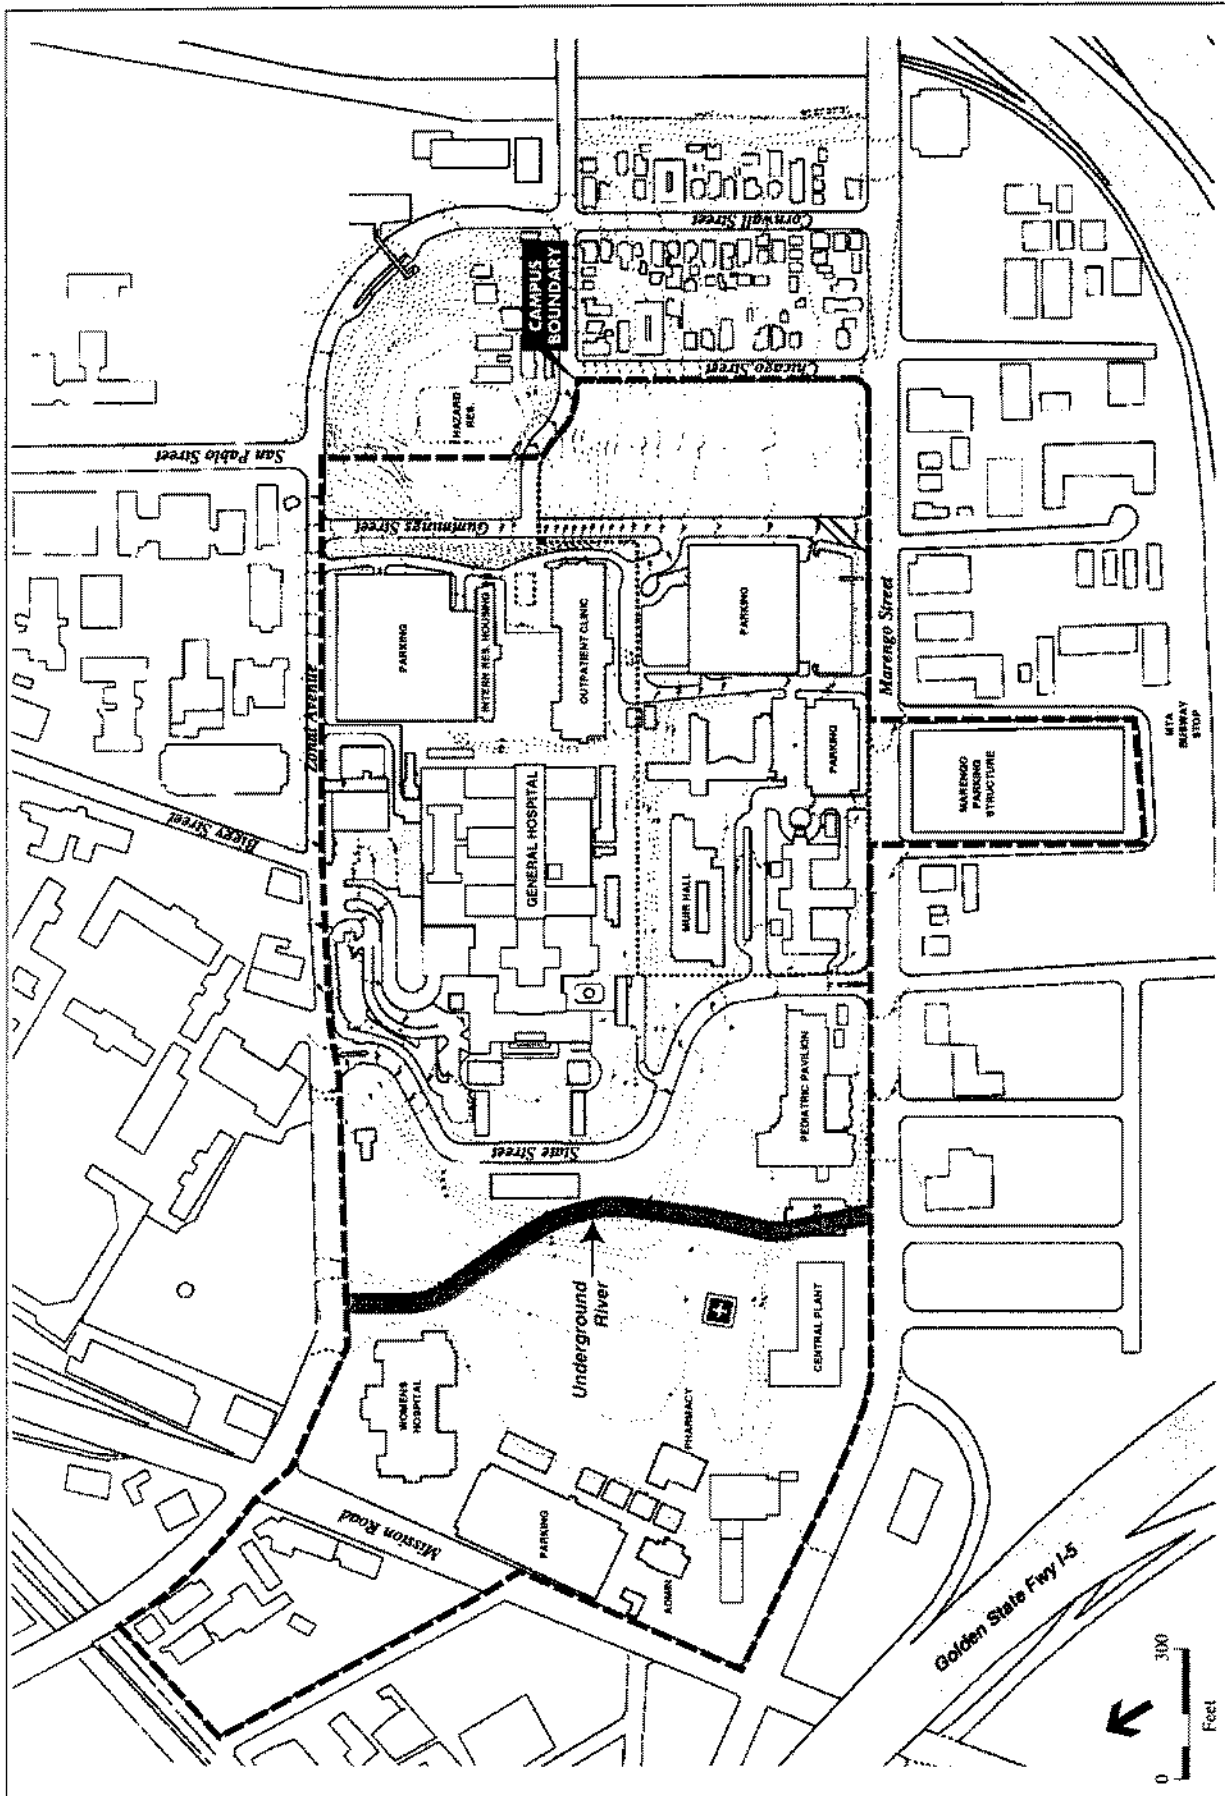 San Pablo Street
Zonal Avenue
Biggy Street
Cummings Street
HAZARD
RES.
CAMPUS
BOUNDARY
Cornwall Street
Chicago Street
PARKING
INTERN RES. HOUSING
OUTPATIENT CLINIC
PARKING
Marengo Street
GENERAL HOSPITAL
MUIR HALL
PARKING
MARENGO
PARKING
STRUCTURE
MTA
SUBWAY
STOP
State Street
PEDIATRIC PAVILION
Underground
River
WOMENS
HOSPITAL
CENTRAL PLANT
PHARMACY
Mission Road
PARKING
ADMIN
Golden State Fwy I-5
0
300
Feet